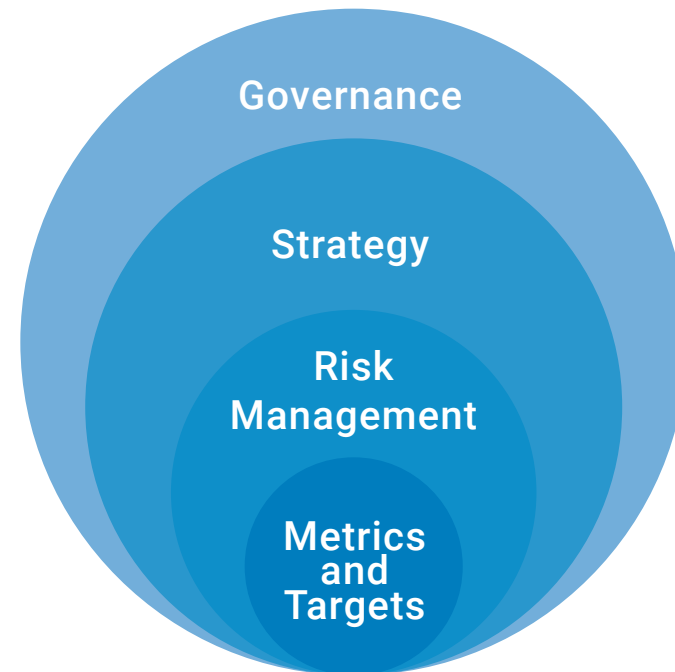 Governance
Strategy
Risk
Management
Metrics
and
Targets